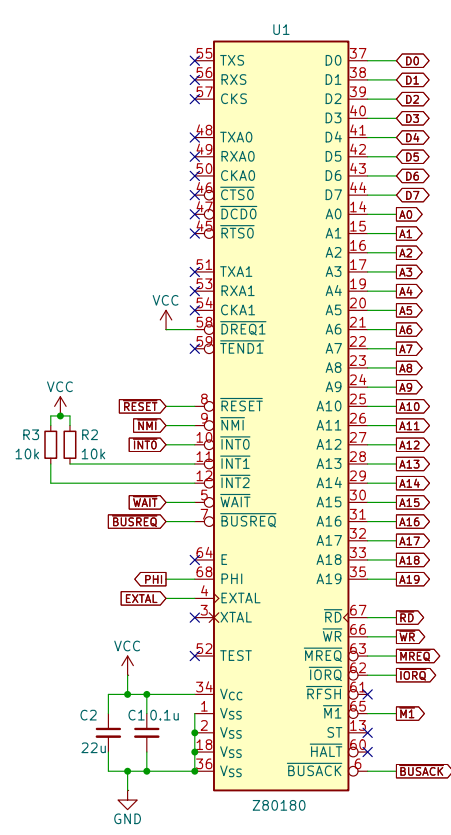 U1
55 TXS D0 37 D0
56 RXS D1 38 D1
57 CKS D2 39 D2
D3 40 D3
48 TXA0 D4 41 D4
49 RXA0 D5 42 D5
50 CKA0 D6 43 D6
46 CTS0 D7 44 D7
47 DCD0 A0 14 A0
45 RTS0 A1 15 A1
A2 16 A2
51 TXA1 A3 17 A3
53 RXA1 A4 19 A4
VCC 54 CKA1 A5 20 A5
58 DREQ1 A6 21 A6
59 TEND1 A7 22 A7
A8 23 A8
VCC A9 24 A9
RESET 8 RESET A10 25 A10
NMI 9 NMI A11 26 A11
R3 R2 INT0 10 INT0 A12 27 A12
10k 10k 11 INT1 A13 28 A13
12 INT2 A14 29 A14
WAIT 5 WAIT A15 30 A15
BUSREQ 7 BUSREQ A16 31 A16
A17 32 A17
64 E A18 33 A18
PHI 68 PHI A19 35 A19
EXTAL 4 EXTAL
3 XTAL RD 67 RD
WR 66 WR
VCC 52 TEST MREQ 63 MREQ
IORQ 62 IORQ
34 Vcc RFSH 61
C2 C1 0.1u 1 Vss M1 65 M1
22u 2 Vss ST 13
18 Vss HALT 60
36 Vss BUSACK 6 BUSACK
GND Z80180